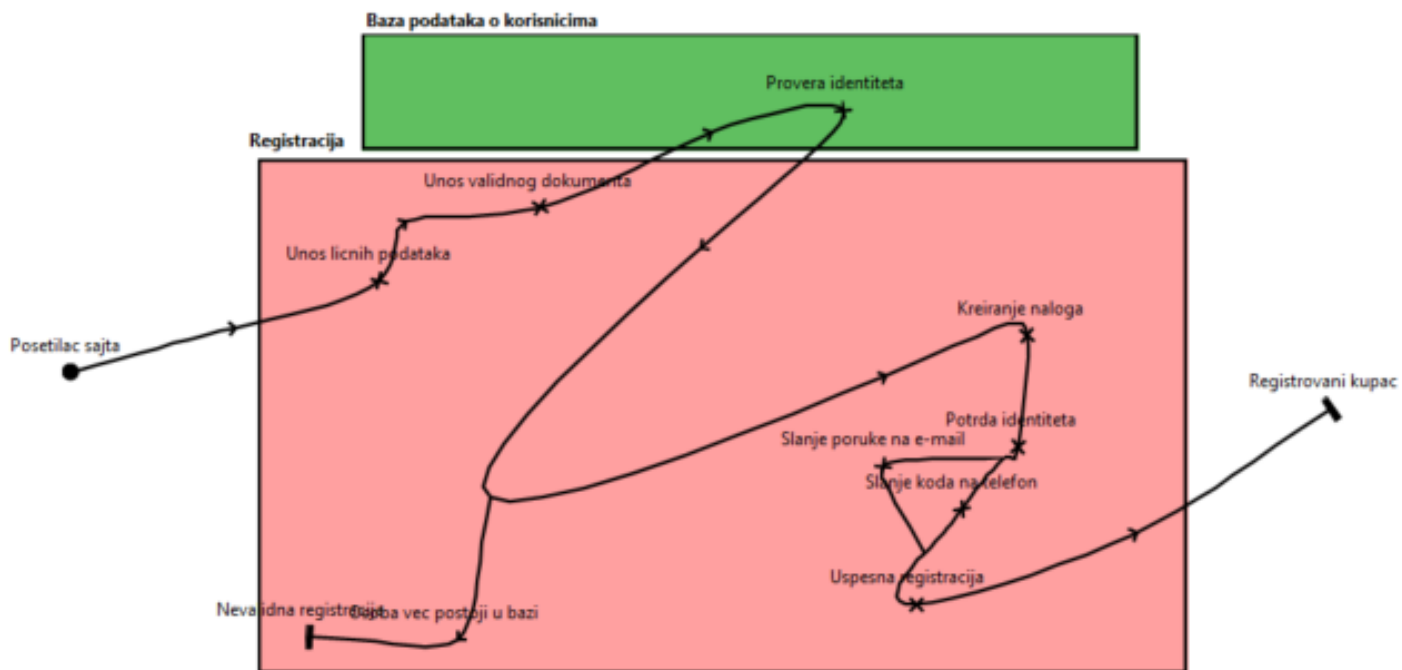 Baza podataka o korisnicima
Provera identiteta
Registracija
Unos validnog dokumenta
Unos licnih podataka
Kreiranje naloga
Posetilac sajta
Registrovani kupac
Potrda identiteta
Slanje poruke na e-mail
Slanje koda na telefon
Uspesna registracija
Nevalidna registracija
Osoba vec postoji u bazi